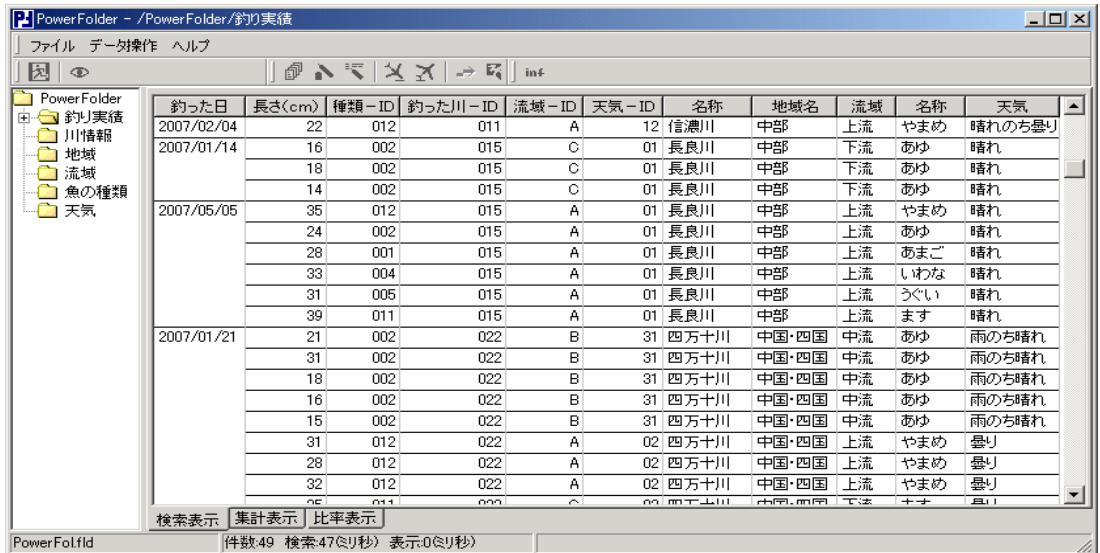 PowerFolder - /PowerFolder/釣り実績
ファイル データ操作 ヘルプ
inf
PowerFolder
釣り実績
川情報
地域
流域
魚の種類
天気
釣った日 長さ(cm) 種類-ID 釣った川-ID 流域-ID 天気-ID 名称 地域名 流域 名称 天気
2007/02/04 22 012 011 A 12 信濃川 中部 上流 やまめ 晴れのち曇り
2007/01/14 16 002 015 C 01 長良川 中部 下流 あゆ 晴れ
18 002 015 C 01 長良川 中部 下流 あゆ 晴れ
14 002 015 C 01 長良川 中部 下流 あゆ 晴れ
2007/05/05 35 012 015 A 01 長良川 中部 上流 やまめ 晴れ
24 002 015 A 01 長良川 中部 上流 あゆ 晴れ
28 001 015 A 01 長良川 中部 上流 あまご 晴れ
33 004 015 A 01 長良川 中部 上流 いわな 晴れ
31 005 015 A 01 長良川 中部 上流 うぐい 晴れ
39 011 015 A 01 長良川 中部 上流 ます 晴れ
2007/01/21 21 002 022 B 31 四万十川 中国・四国 中流 あゆ 雨のち晴れ
31 002 022 B 31 四万十川 中国・四国 中流 あゆ 雨のち晴れ
18 002 022 B 31 四万十川 中国・四国 中流 あゆ 雨のち晴れ
16 002 022 B 31 四万十川 中国・四国 中流 あゆ 雨のち晴れ
15 002 022 B 31 四万十川 中国・四国 中流 あゆ 雨のち晴れ
31 012 022 A 02 四万十川 中国・四国 上流 やまめ 曇り
28 012 022 A 02 四万十川 中国・四国 上流 やまめ 曇り
32 012 022 A 02 四万十川 中国・四国 上流 やまめ 曇り
検索表示 集計表示 比率表示
PowerFol.fld 件数:49 検索:47(ミリ秒) 表示:0(ミリ秒)